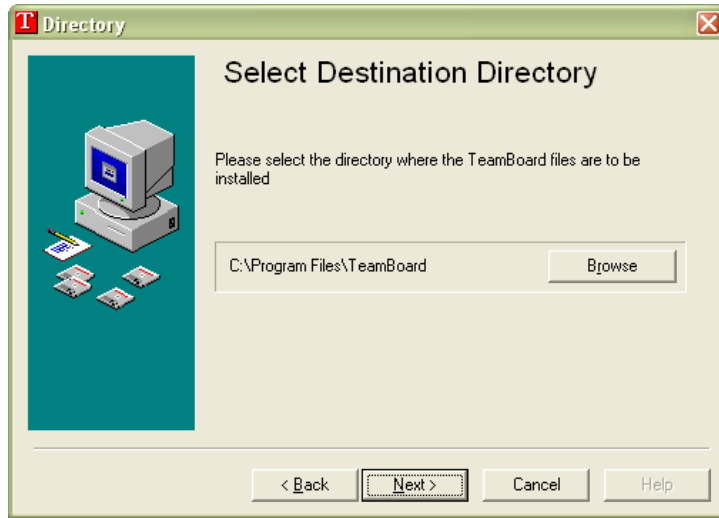 T Directory
Select Destination Directory
Please select the directory where the TeamBoard files are to be
installed
C:\Program Files\TeamBoard
Browse
< Back
Next >
Cancel
Help